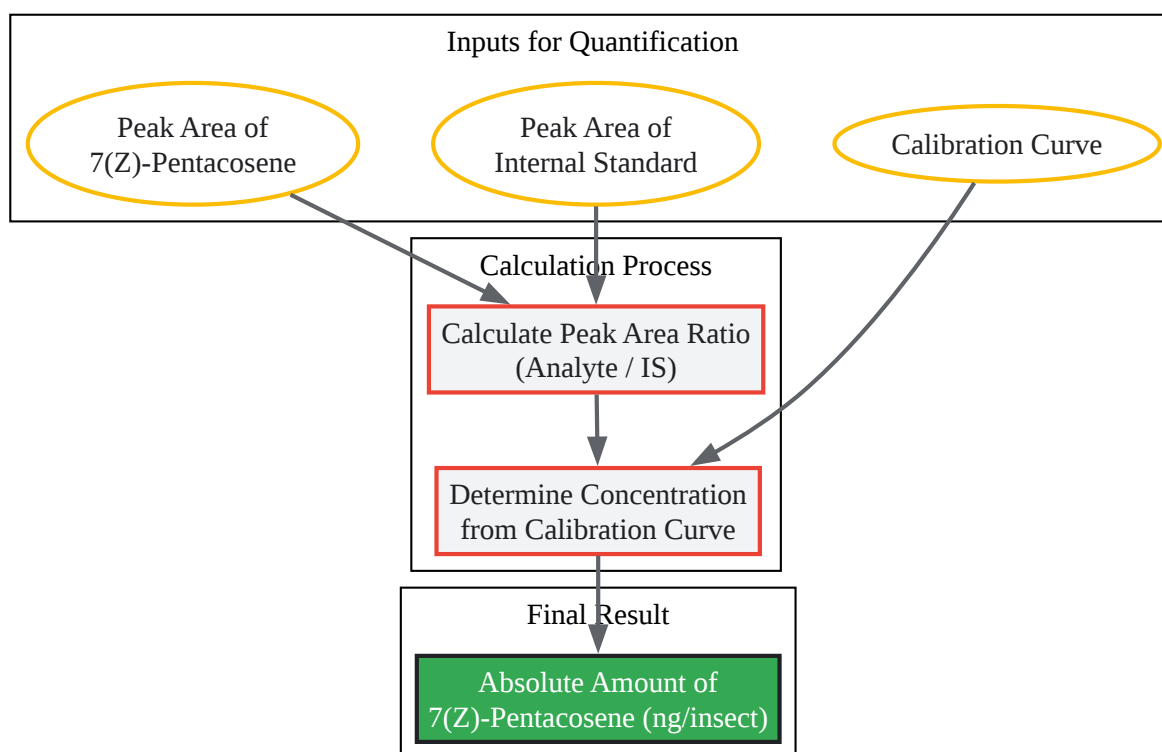 Inputs for Quantification
Peak Area of
7(Z)-Pentacosene
Peak Area of
Internal Standard
Calibration Curve
Calculation Process
Calculate Peak Area Ratio
(Analyte / IS)
Determine Concentration
from Calibration Curve
Final Result
Absolute Amount of
7(Z)-Pentacosene (ng/insect)